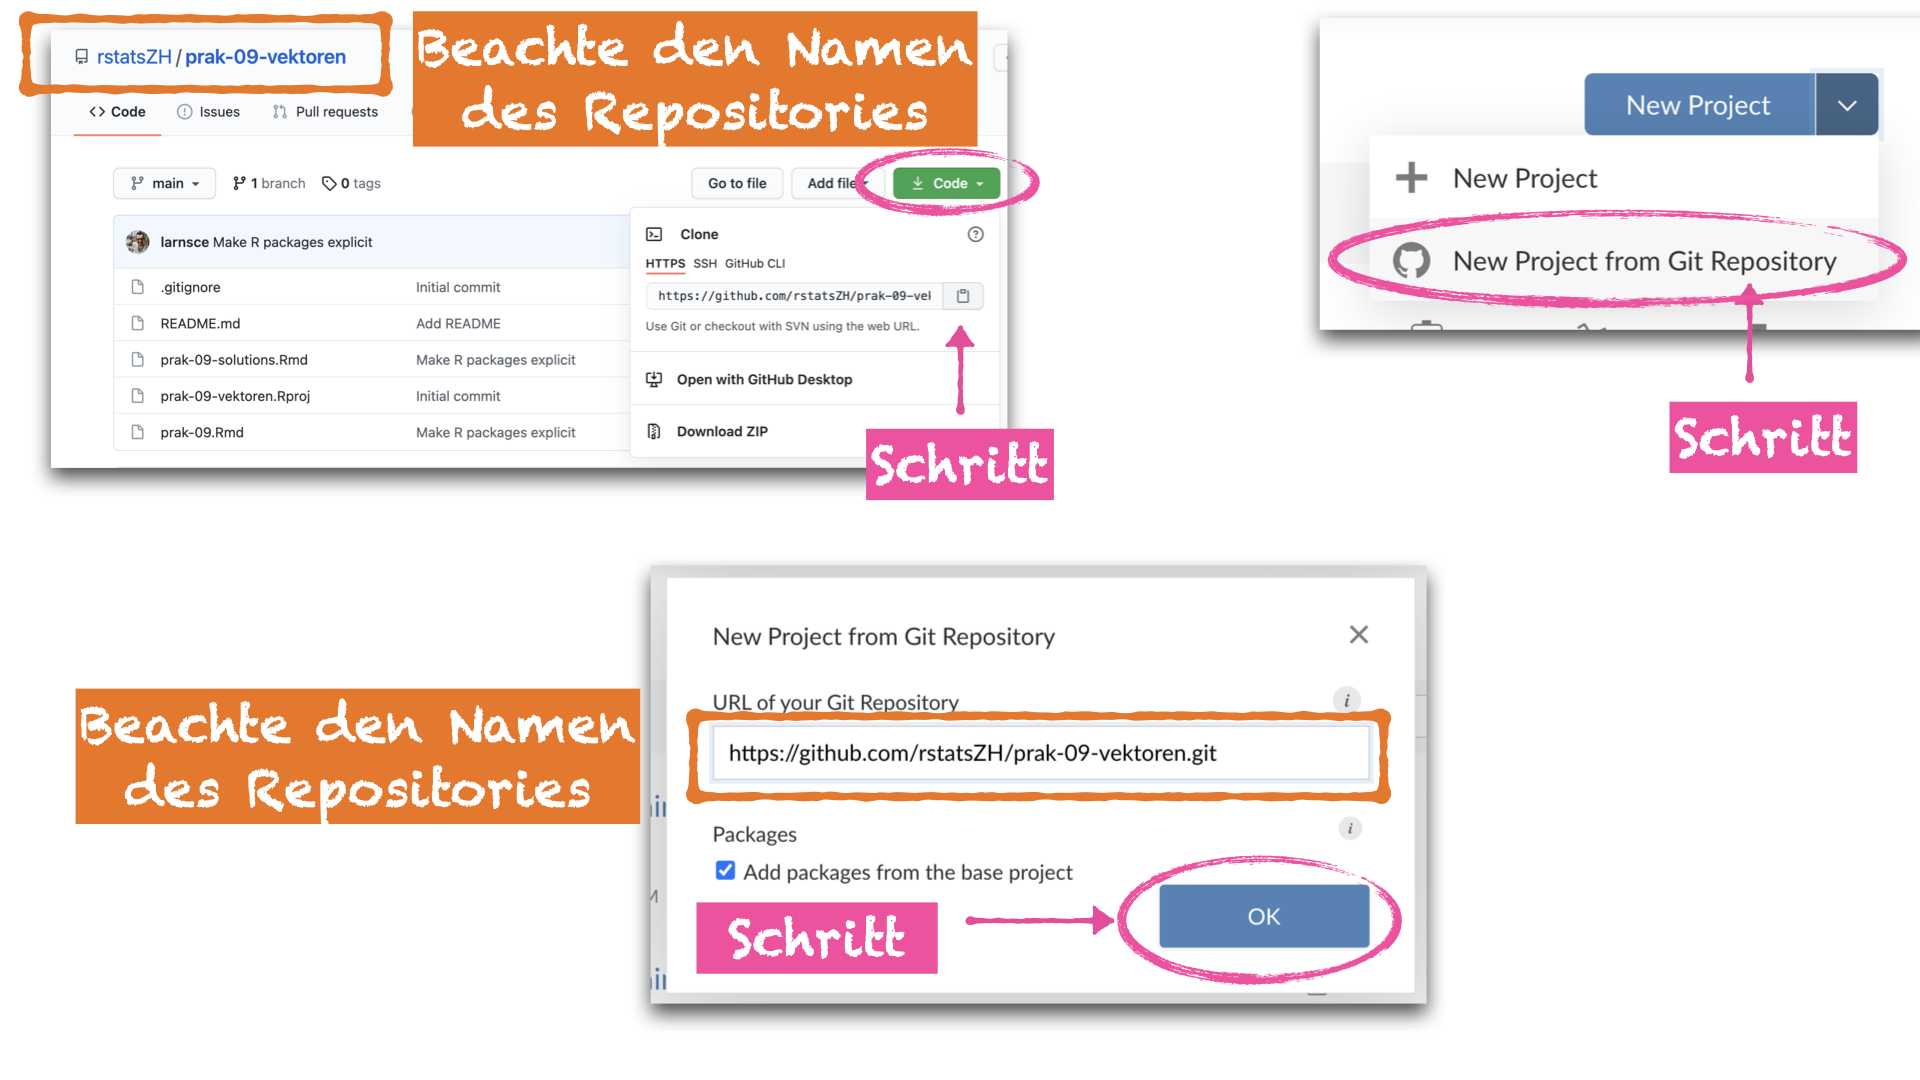 rstatsZH / prak-09-vektoren
Beachte den Namen
des Repositories
Code Issues Pull requests
main 1 branch 0 tags
Go to file Add file Code
larnsce Make R packages explicit
.gitignore Initial commit
README.md Add README
prak-09-solutions.Rmd Make R packages explicit
prak-09-vektoren.Rproj Initial commit
prak-09.Rmd Make R packages explicit
Clone
HTTPS SSH GitHub CLI
https://github.com/rstatsZH/prak-09-vek
Use Git or checkout with SVN using the web URL.
Open with GitHub Desktop
Download ZIP
Schritt
New Project
New Project
New Project from Git Repository
Schritt
Beachte den Namen
des Repositories
New Project from Git Repository
URL of your Git Repository
https://github.com/rstatsZH/prak-09-vektoren.git
Packages
Add packages from the base project
Schritt
OK